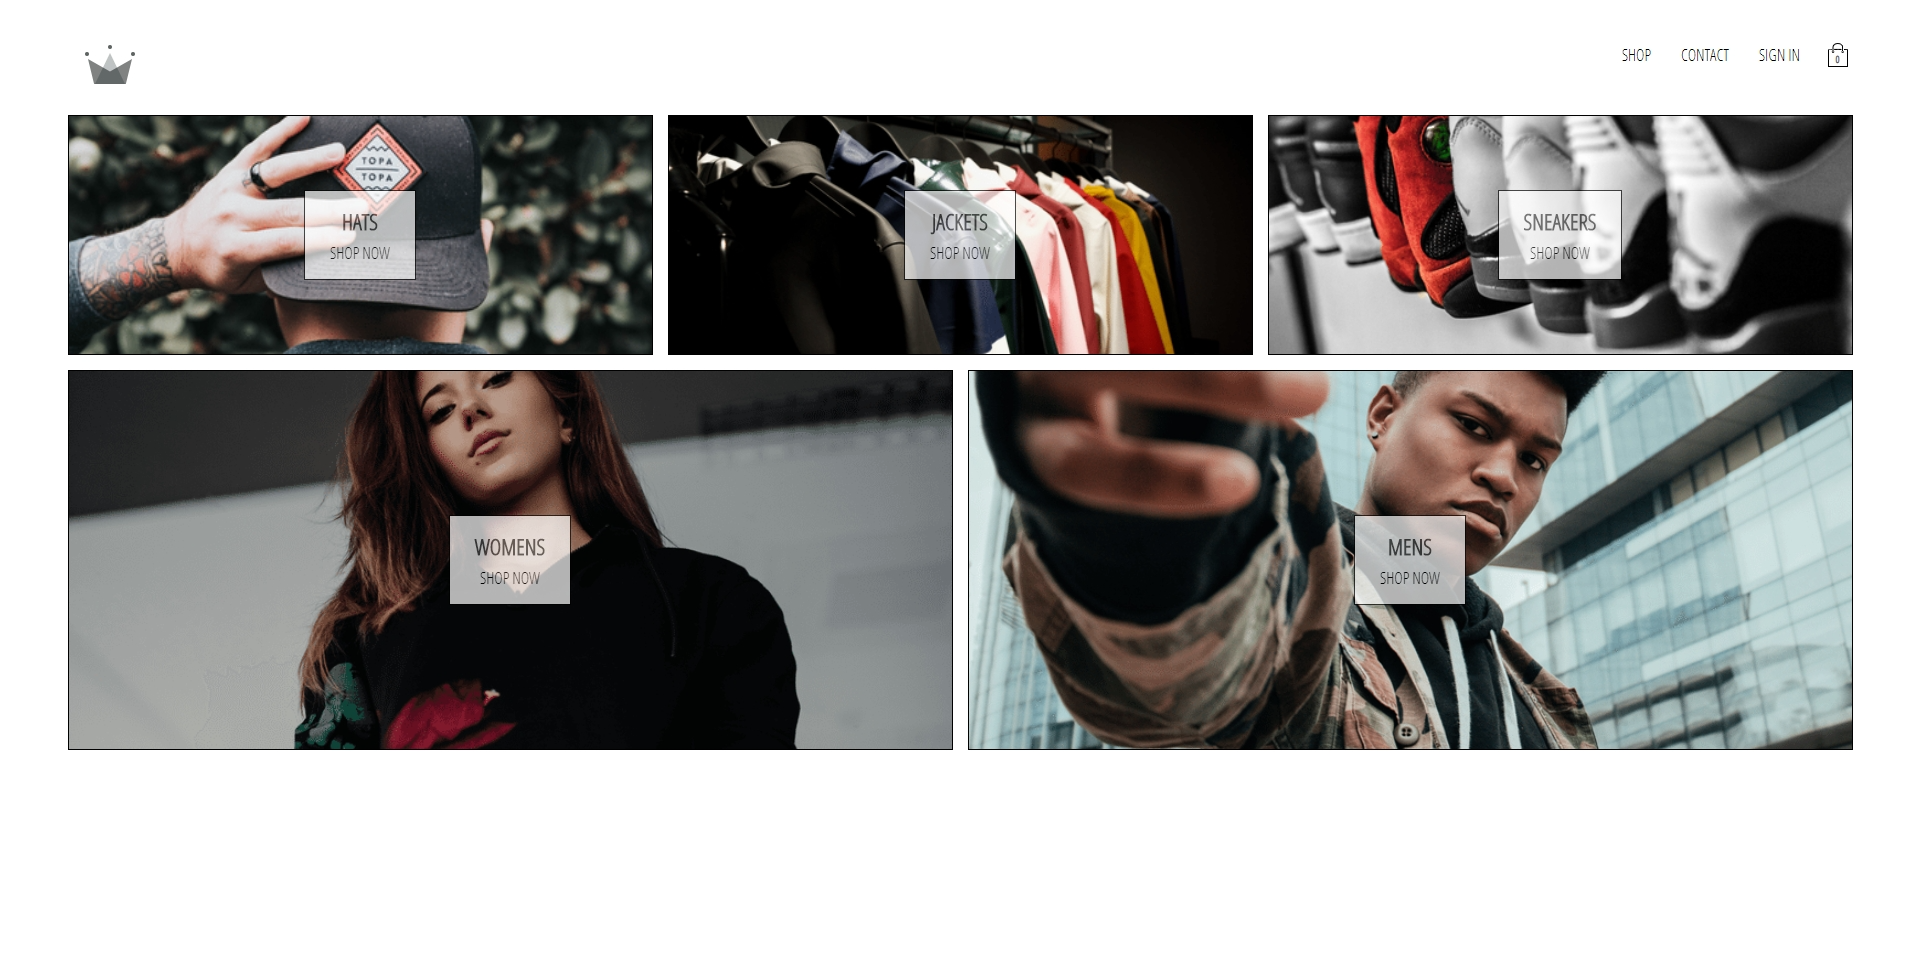 SHOP
CONTACT
SIGN IN
0
TOPA
TOPA
HATS
SHOP NOW
JACKETS
SHOP NOW
SNEAKERS
SHOP NOW
WOMENS
SHOP NOW
MENS
SHOP NOW